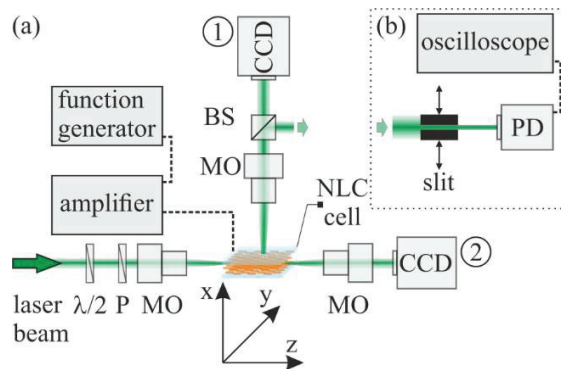 (a)
1
CCD
(b)
oscilloscope
function
generator
BS
PD
MO
slit
NLC
cell
amplifier
2
CCD
laser
beam
λ/2
P
MO
x
y
z
MO